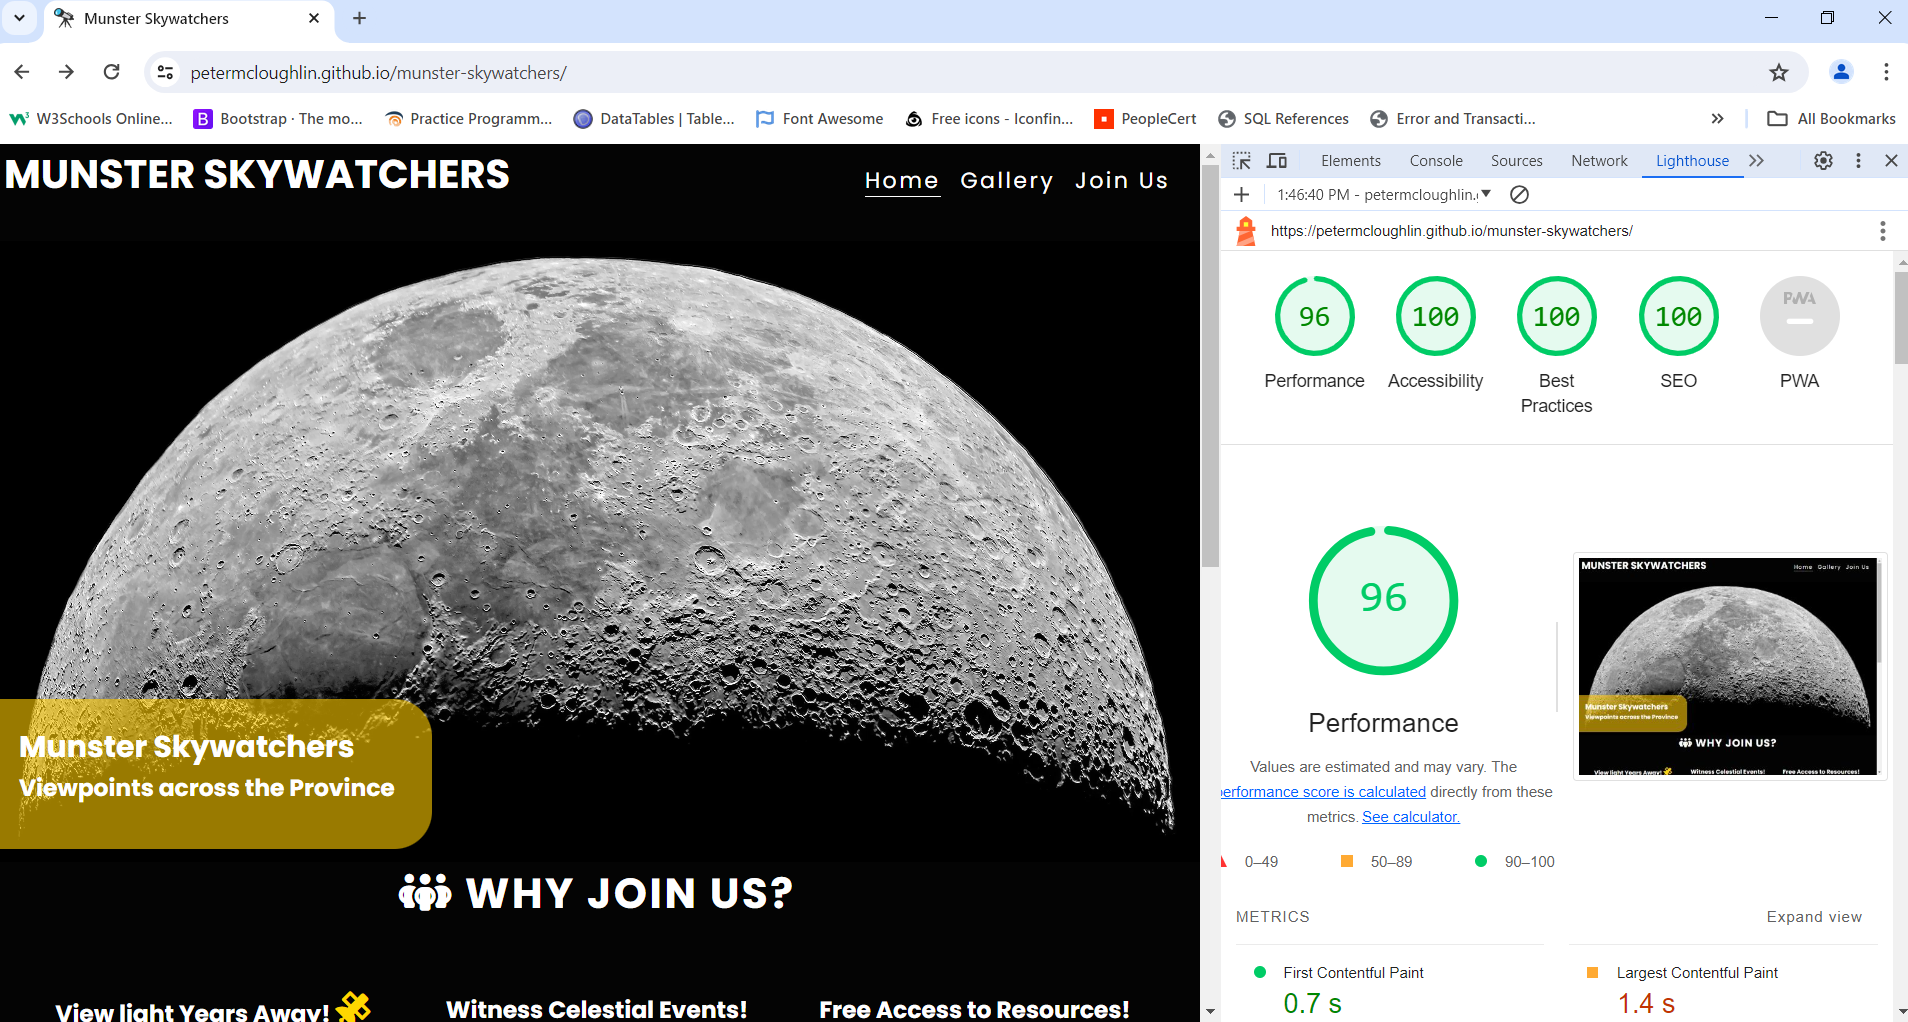 Munster Skywatchers
petermcloughlin.github.io/munster-skywatchers/
W3Schools Online...
Bootstrap · The mo...
Practice Programm...
DataTables | Table...
Font Awesome
Free icons - Iconfin...
PeopleCert
SQL References
Error and Transacti...
All Bookmarks
MUNSTER SKYWATCHERS
Home Gallery Join Us
Munster Skywatchers
Viewpoints across the Province
WHY JOIN US?
View light Years Away!
Witness Celestial Events!
Free Access to Resources!
Elements Console Sources Network Lighthouse
1:46:40 PM - petermcloughlin.
https://petermcloughlin.github.io/munster-skywatchers/
96
Performance
100
Accessibility
100
Best
Practices
100
SEO
PWA
PWA
96
Performance
Values are estimated and may vary. The
performance score is calculated directly from these
metrics. See calculator.
0–49
50–89
90–100
MUNSTER SKYWATCHERS
Home Gallery Join Us
Munster Skywatchers
Viewpoints across the Province
WHY JOIN US?
View light Years Away!
Witness Celestial Events!
Free Access to Resources!
METRICS
Expand view
First Contentful Paint
0.7 s
Largest Contentful Paint
1.4 s